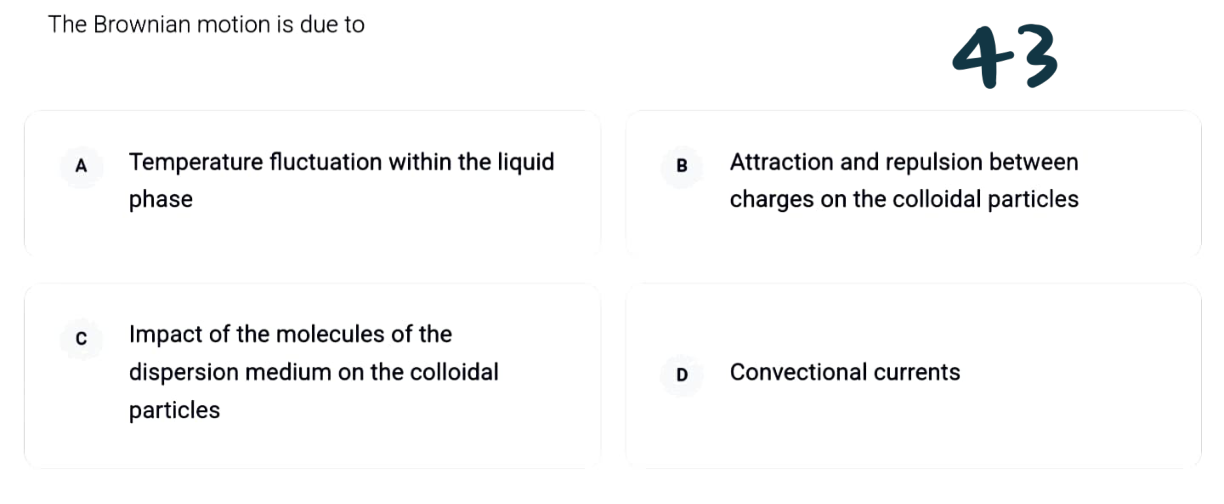 The Brownian motion is due to
43
A Temperature fluctuation within the liquid
phase
B Attraction and repulsion between
charges on the colloidal particles
C Impact of the molecules of the
dispersion medium on the colloidal
particles
D Convectional currents